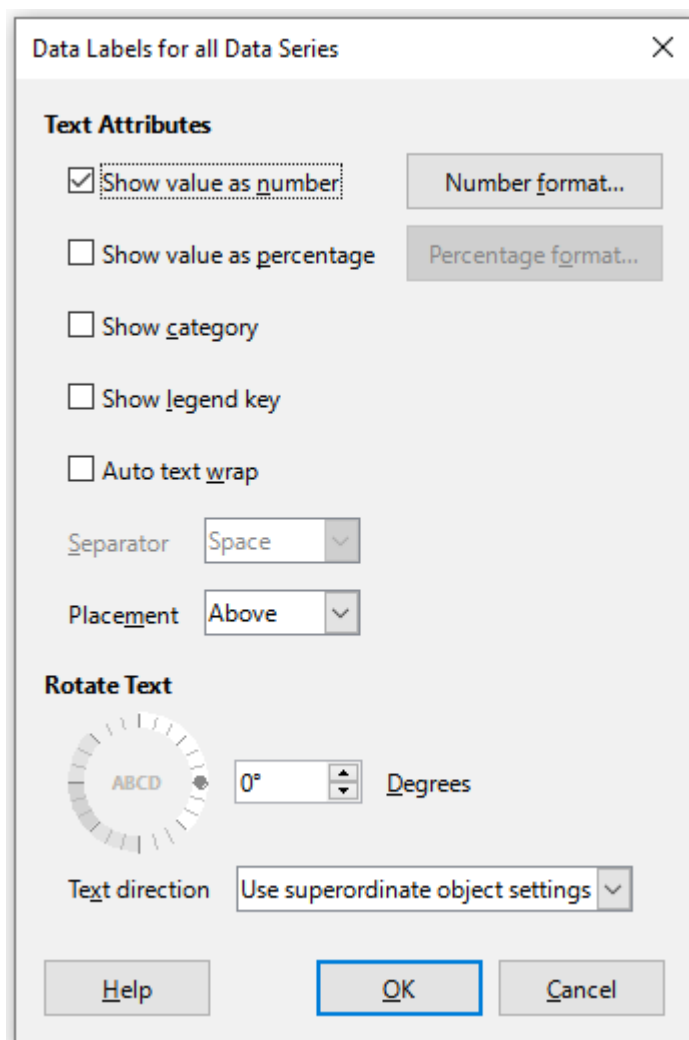 Data Labels for all Data Series
Text Attributes
Show value as number
Number format...
Show value as percentage
Percentage format...
Show category
Show legend key
Auto text wrap
Separator
Space
Placement
Above
Rotate Text
ABCD
0°
Degrees
Text direction
Use superordinate object settings
Help
OK
Cancel